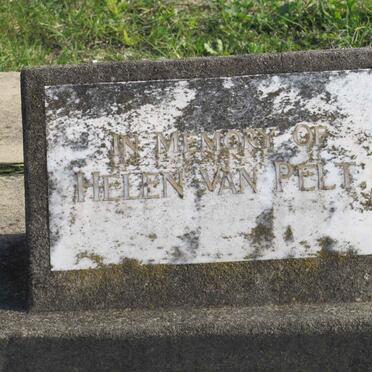 IN MEMORY OF
HELEN VAN PELT.